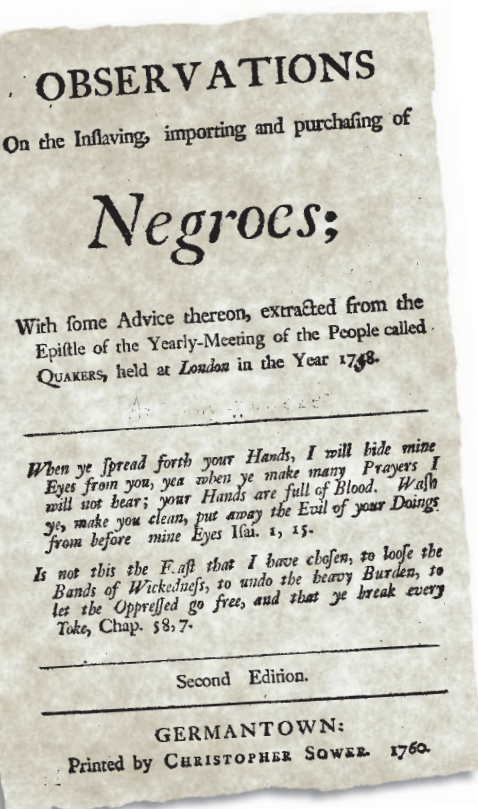 OBSERVATIONS
On the Inſlaving, importing and purchaſing of
Negroes;
With ſome Advice thereon, extracted from the
Epiſtle of the Yearly-Meeting of the People called
QUAKERS, held at London in the Year 1748.
When ye ſpread forth your Hands, I will hide mine
Eyes from you, yea when ye make many Prayers I
will not hear; your Hands are full of Blood. Waſh
ye, make you clean, put away the Evil of your Doings
from before mine Eyes Iſai. 1, 15.
Is not this the Faſt that I have choſen, to looſe the
Bands of Wickedneſs, to undo the heavy Burden, to
let the Oppreſſed go free, and that ye break every
Yoke, Chap. 58, 7.
Second Edition.
GERMANTOWN:
Printed by CHRISTOPHER SOWER. 1760.